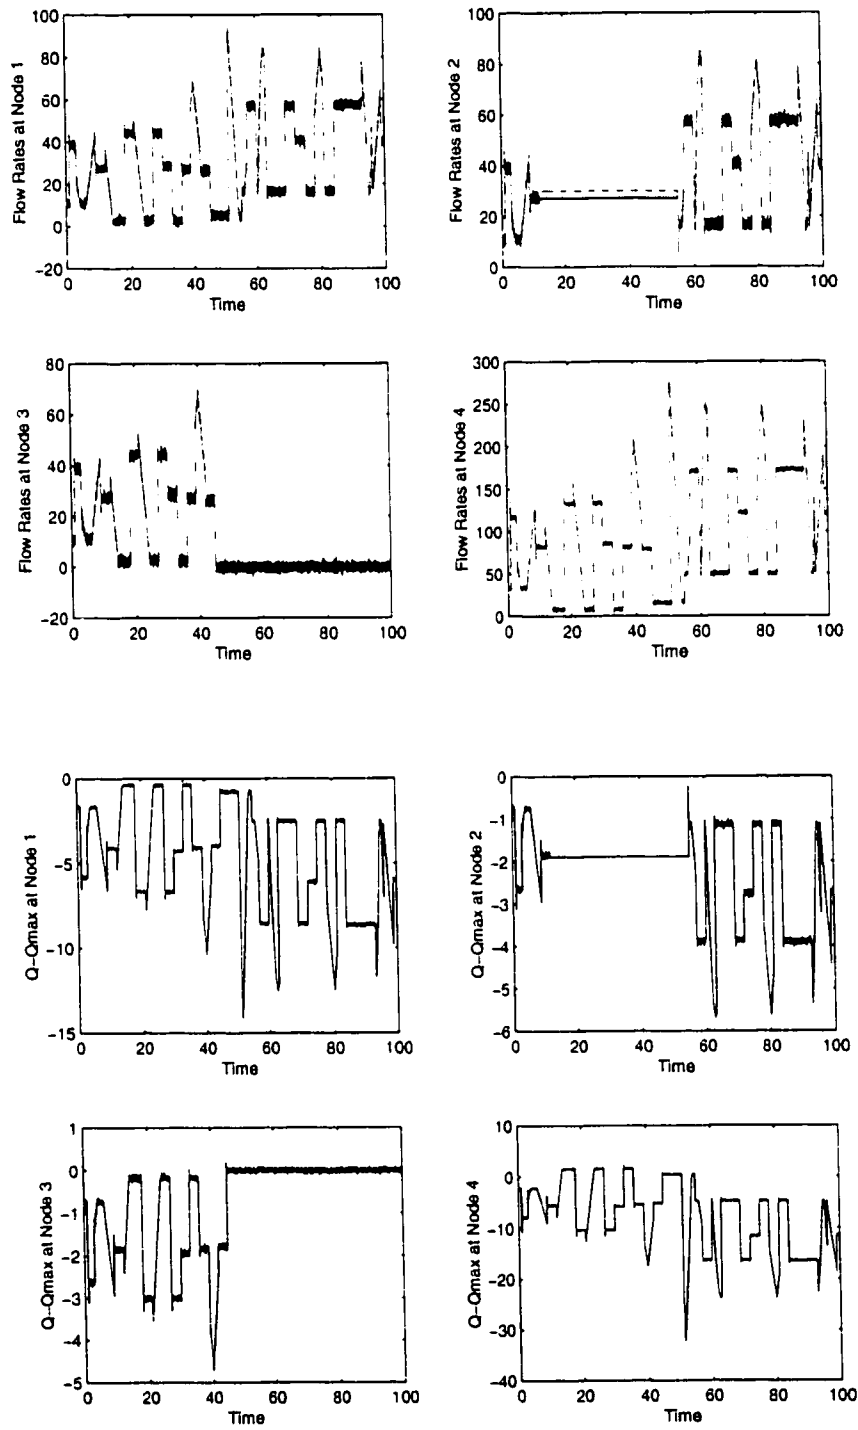 100
80
60
40
20
0
−20
Flow Rates at Node 1
0 20 40 60 80 100
Time
100
80
60
40
20
0
Flow Rates at Node 2
0 20 40 60 80 100
Time
80
60
40
20
0
−20
Flow Rates at Node 3
0 20 40 60 80 100
Time
300
250
200
150
100
50
0
Flow Rates at Node 4
0 20 40 60 80 100
Time
0
−5
−10
−15
Q−Qmax at Node 1
0 20 40 60 80 100
Time
0
−1
−2
−3
−4
−5
−6
Q−Qmax at Node 2
0 20 40 60 80 100
Time
1
0
−1
−2
−3
−4
−5
Q−Qmax at Node 3
0 20 40 60 80 100
Time
10
0
−10
−20
−30
−40
Q−Qmax at Node 4
0 20 40 60 80 100
Time